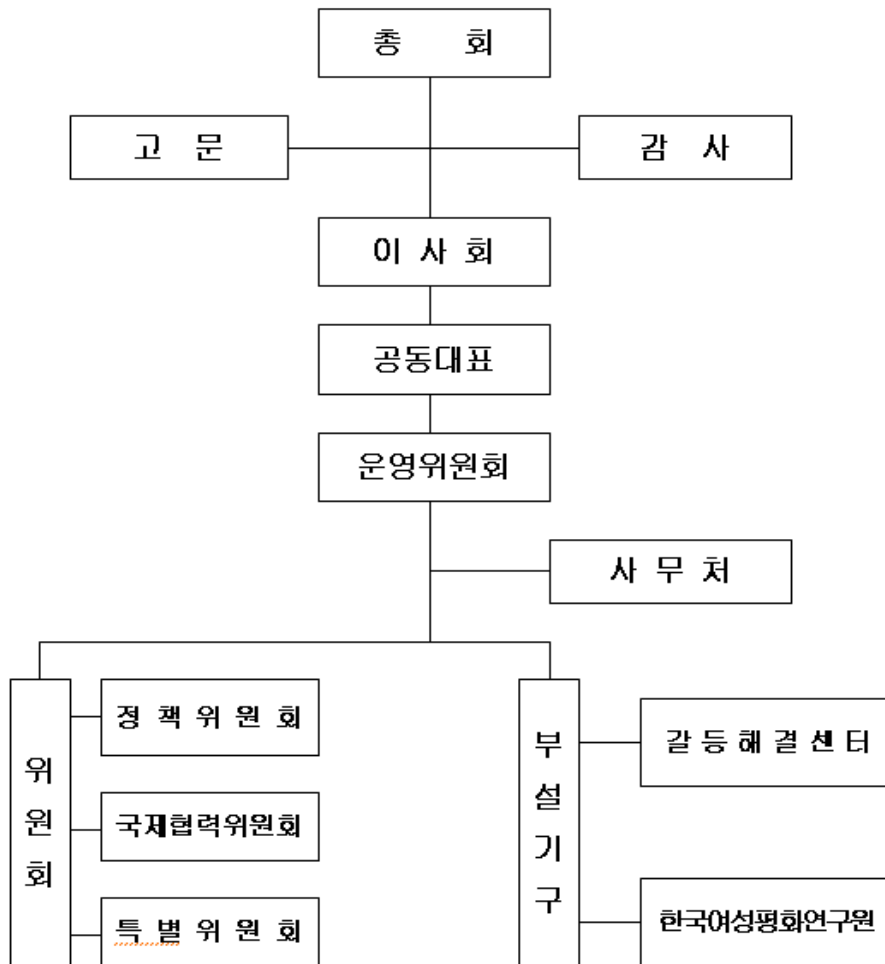 총 회
고 문
감 사
이 사 회
공동대표
운영위원회
사 무 처
위원회
정 책 위 원 회
국제협력위원회
특 별 위 원 회
부설기구
갈 등 해 결 센 터
한국여성평화연구원